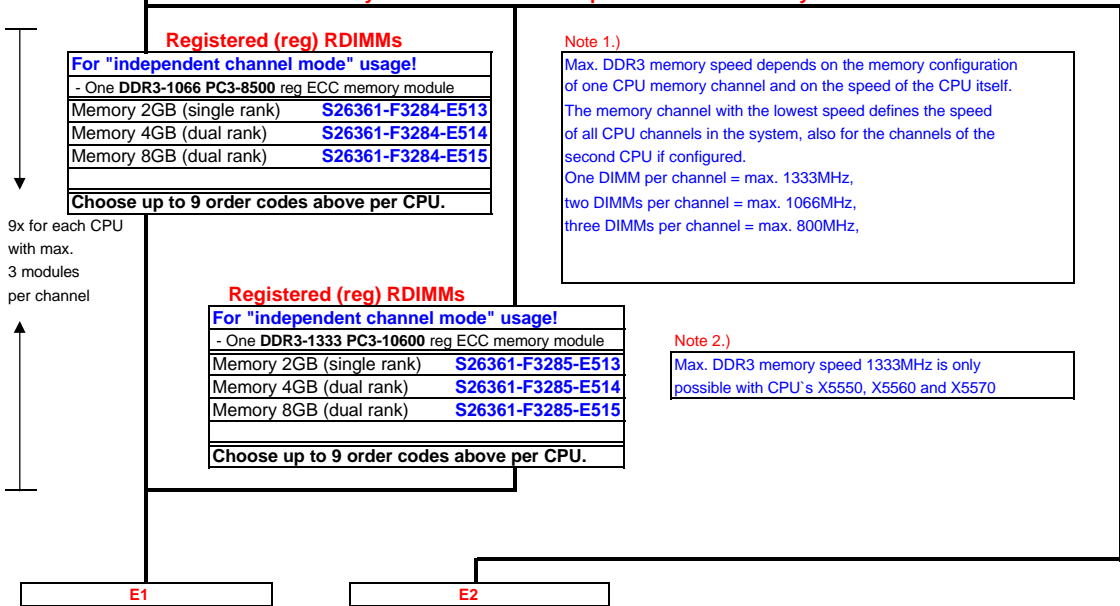 Registered (reg) RDIMMs
For "independent channel mode" usage!
- One DDR3-1066 PC3-8500 reg ECC memory module
Memory 2GB (single rank) S26361-F3284-E513
Memory 4GB (dual rank) S26361-F3284-E514
Memory 8GB (dual rank) S26361-F3284-E515
Choose up to 9 order codes above per CPU.
9x for each CPU
with max.
3 modules
per channel
Note 1.)
Max. DDR3 memory speed depends on the memory configuration
of one CPU memory channel and on the speed of the CPU itself.
The memory channel with the lowest speed defines the speed
of all CPU channels in the system, also for the channels of the
second CPU if configured.
One DIMM per channel = max. 1333MHz,
two DIMMs per channel = max. 1066MHz,
three DIMMs per channel = max. 800MHz,
Registered (reg) RDIMMs
For "independent channel mode" usage!
- One DDR3-1333 PC3-10600 reg ECC memory module
Memory 2GB (single rank) S26361-F3285-E513
Memory 4GB (dual rank) S26361-F3285-E514
Memory 8GB (dual rank) S26361-F3285-E515
Choose up to 9 order codes above per CPU.
Note 2.)
Max. DDR3 memory speed 1333MHz is only
possible with CPU`s X5550, X5560 and X5570
E1
E2